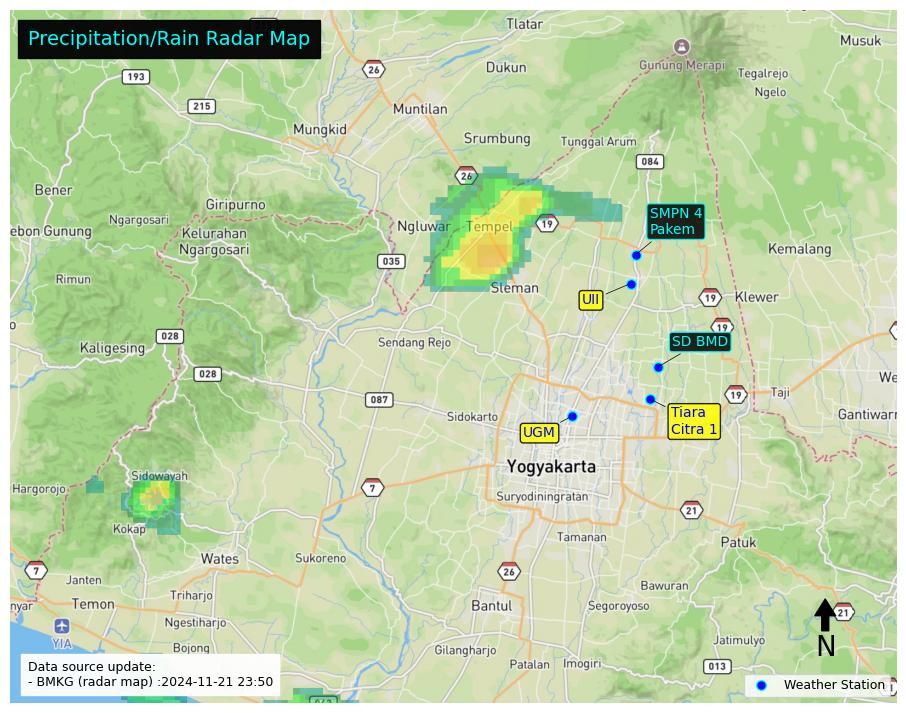 Precipitation/Rain Radar Map
Tlatar
Musuk
26
193
Dukun
Gunung Merapi
Tegalrejo
Ngelo
215
Muntilan
Mungkid
Srumbung
Tunggal Arum
084
26
Bener
Giripurno
Ngargosari
ebon Gunung
Kelurahan
Ngargosari
Ngluwar
Tempel
19
SMPN 4
Pakem
Kemalang
035
Rimun
Sleman
UII
19
Klewer
19
028
Kaligesing
Sendang Rejo
SD BMD
028
087
19
Taji
We
Sidokarto
UGM
Tiara
Citra 1
Gantiwarn
Yogyakarta
Sidowayah
Hargorojo
7
Suryodiningratan
21
Kokap
Tamanan
Patuk
Wates
Sukoreno
7
Janten
26
Bawuran
nyar
Temon
Triharjo
Bantul
Segoroyoso
21
Ngestiharjo
YIA
Bojong
Gilangharjo
Jatimulyo
N
Patalan
Imogiri
013
Data source update:
- BMKG (radar map) :2024-11-21 23:50
Weather Station